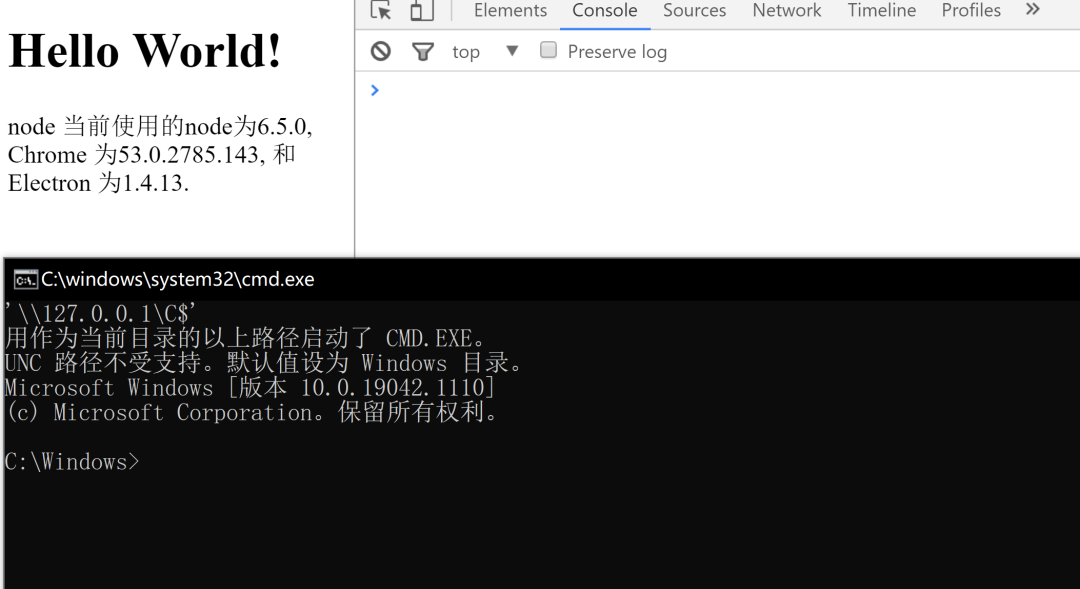 Hello World!
node 当前使用的node为6.5.0,
Chrome 为53.0.2785.143, 和
Electron 为1.4.13.
Elements Console Sources Network Timeline Profiles »
top ▼ Preserve log
>
C:\windows\system32\cmd.exe
'\\127.0.0.1\C$'
用作为当前目录的以上路径启动了 CMD.EXE。
UNC 路径不受支持。默认值设为 Windows 目录。
Microsoft Windows [版本 10.0.19042.1110]
(c) Microsoft Corporation。保留所有权利。
C:\Windows>